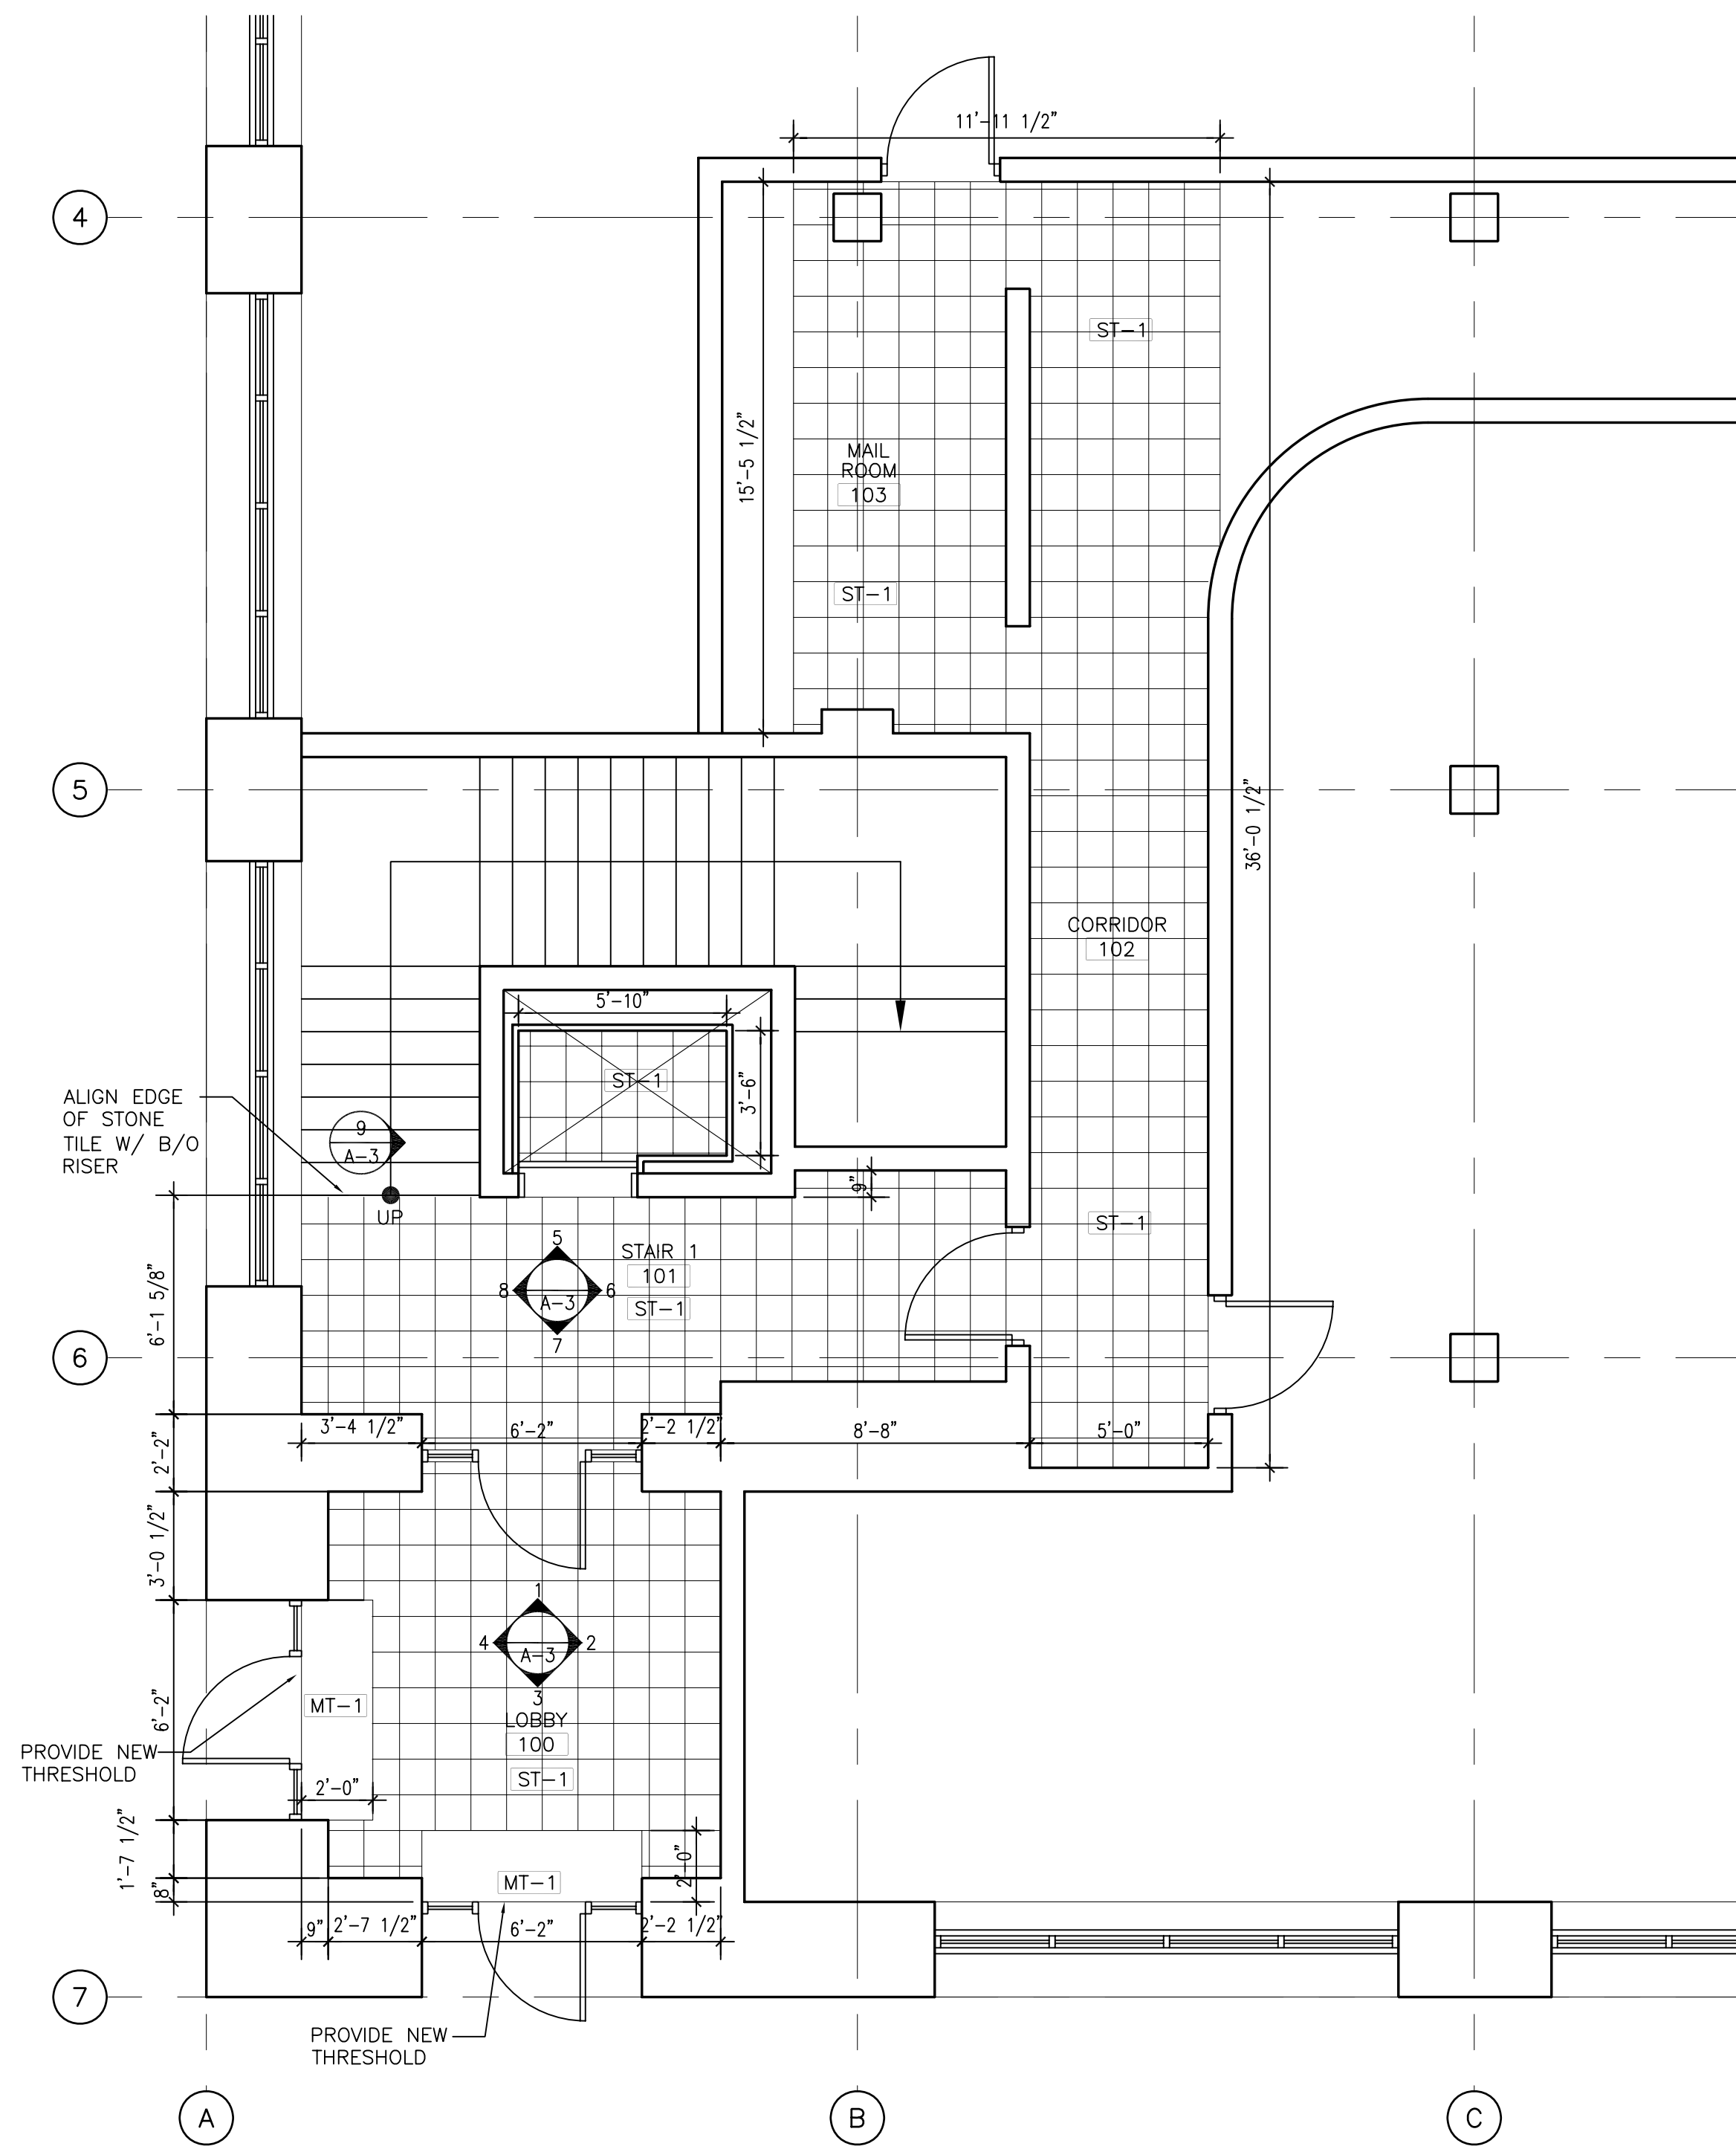 11'-11 1/2"
4
ST-1
15'-5 1/2"
MAIL
ROOM
103
ST-1
5
36'-0 1/2"
CORRIDOR
102
5'-10"
ST-1
3'-6"
ALIGN EDGE
OF STONE
TILE W/ B/O
RISER
9
A-3
9"
UP
ST-1
5
8
A-3
6
7
STAIR 1
101
ST-1
6'-1 5/8"
6
3'-4 1/2"
6'-2"
2'-2 1/2"
8'-8"
5'-0"
2'-2"
3'-0 1/2"
1
4
A-3
2
3
LOBBY
100
ST-1
MT-1
6'-2"
PROVIDE NEW
THRESHOLD
2'-0"
1'-7 1/2"
8"
2'-0"
MT-1
9"
2'-7 1/2"
6'-2"
2'-2 1/2"
7
PROVIDE NEW
THRESHOLD
A
B
C